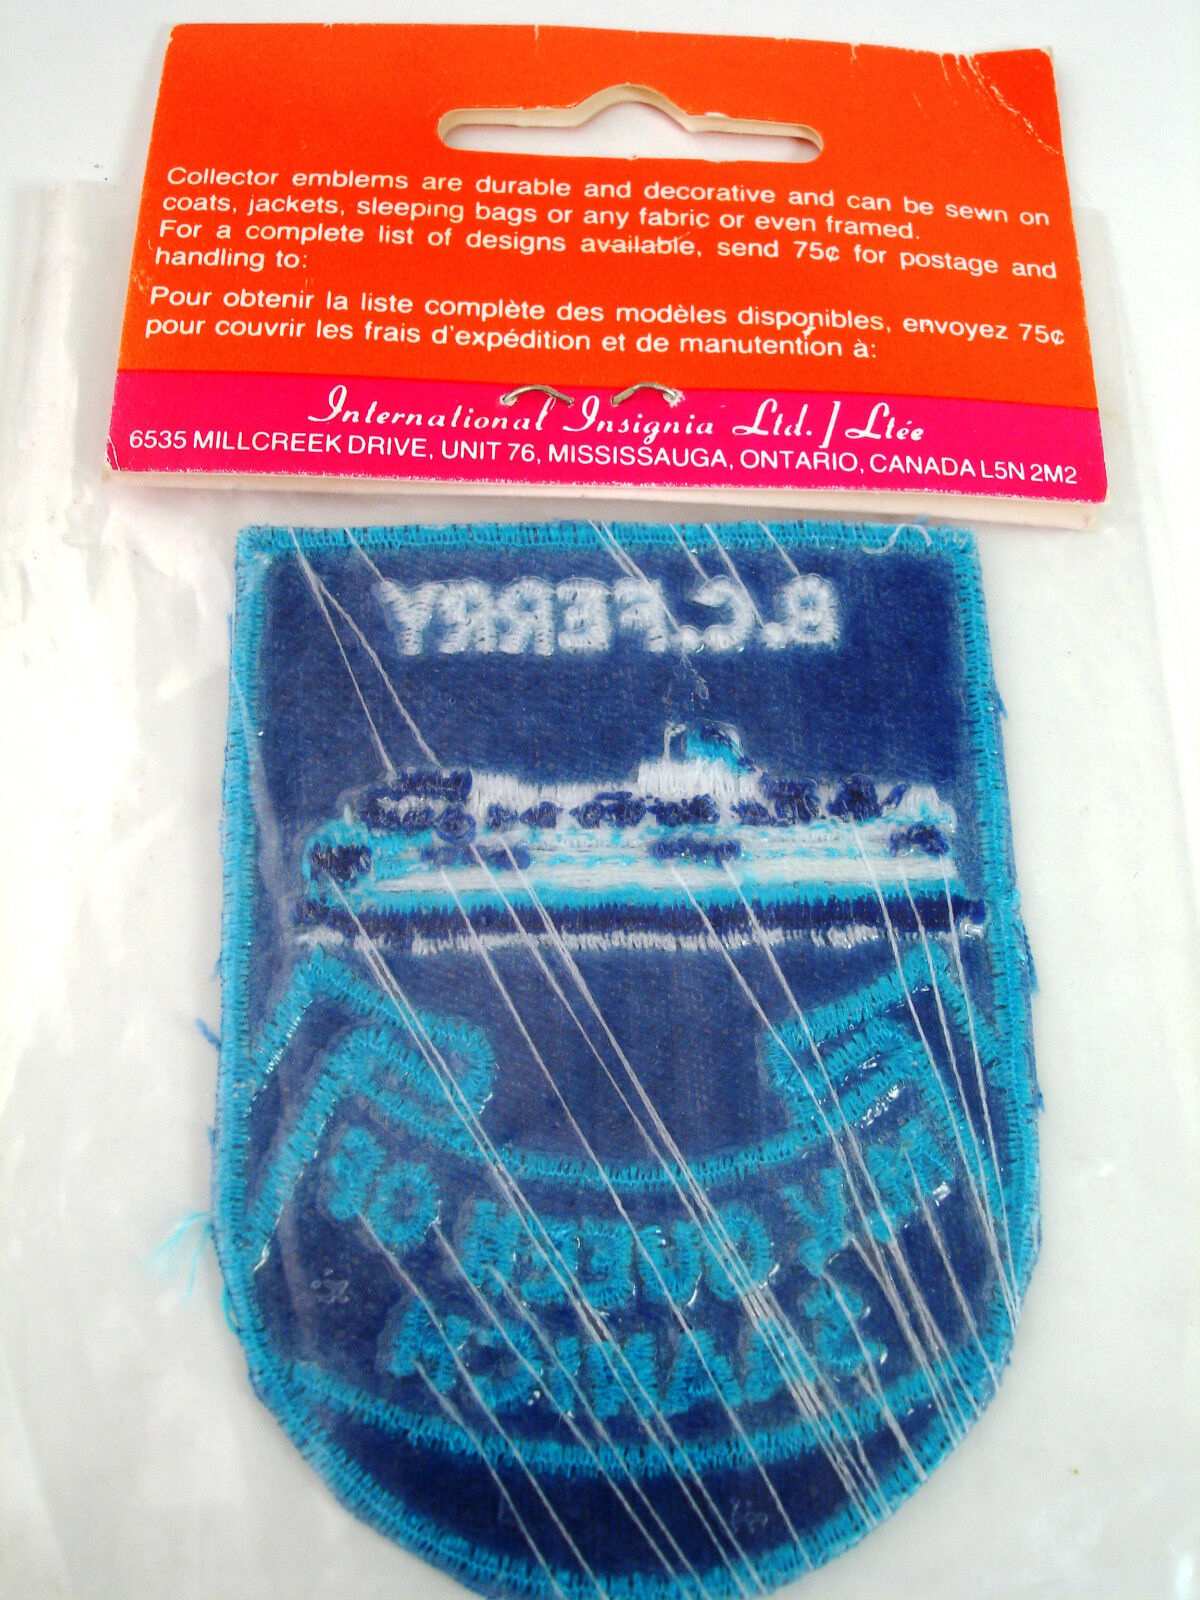 Collector emblems are durable and decorative and can be sewn on
coats, jackets, sleeping bags or any fabric or even framed.
For a complete list of designs available, send 75¢ for postage and
handling to:
Pour obtenir la liste complète des modèles disponibles, envoyez 75¢
pour couvrir les frais d'expédition et de manutention à:
International Insignia Ltd. / Ltée
6535 MILLCREEK DRIVE, UNIT 76, MISSISSAUGA, ONTARIO, CANADA L5N 2M2
B.C. FERRY
M.V. QUEEN OF
SAANICH